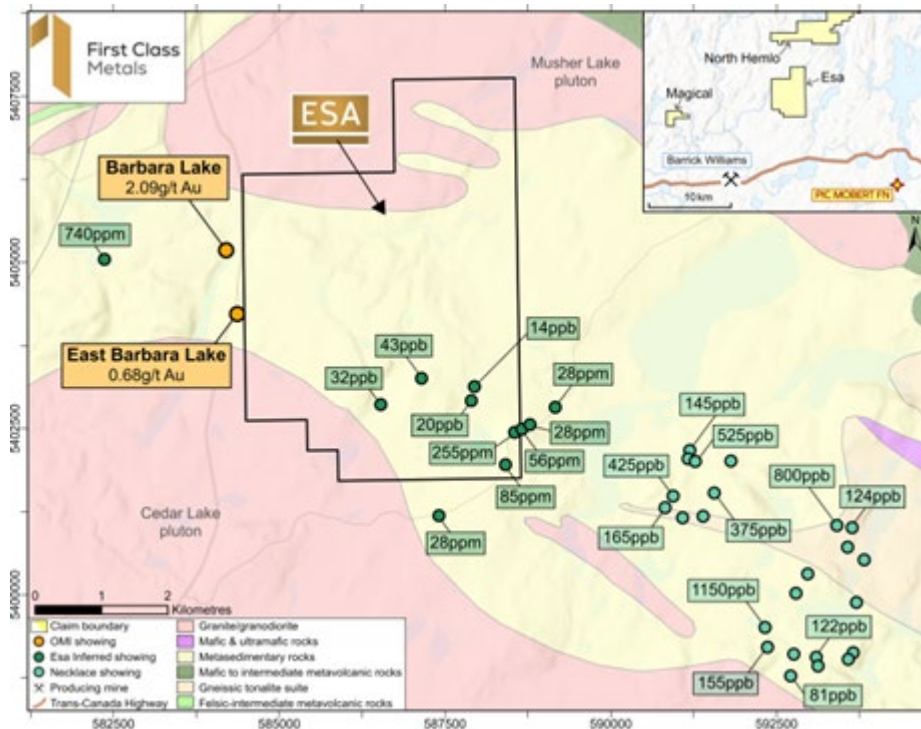 First Class
Metals
Musher Lake
pluton
North Hemlo
Esa
Magical
Barrick Williams
10km
PIC MOBERT FN
N
ESA
Barbara Lake
2.09g/t Au
740ppm
East Barbara Lake
0.68g/t Au
43ppb
14ppb
32ppb
28ppm
20ppb
145ppb
255ppm
28ppm
525ppb
56ppm
425ppb
85ppm
800ppb
124ppb
Cedar Lake
pluton
28ppm
165ppb
375ppb
1150ppb
122ppb
155ppb
81ppb
0 1 2
Kilometres
Claim boundary
OMI showing
Esa Inferred showing
Necklace showing
Producing mine
Trans-Canada Highway
Granite/granodiorite
Mafic & ultramafic rocks
Metasedimentary rocks
Mafic to intermediate metavolcanic rocks
Gneissic tonalite suite
Felsic-intermediate metavolcanic rocks
5407500
5405000
5402500
5400000
582500
585000
587500
590000
592500